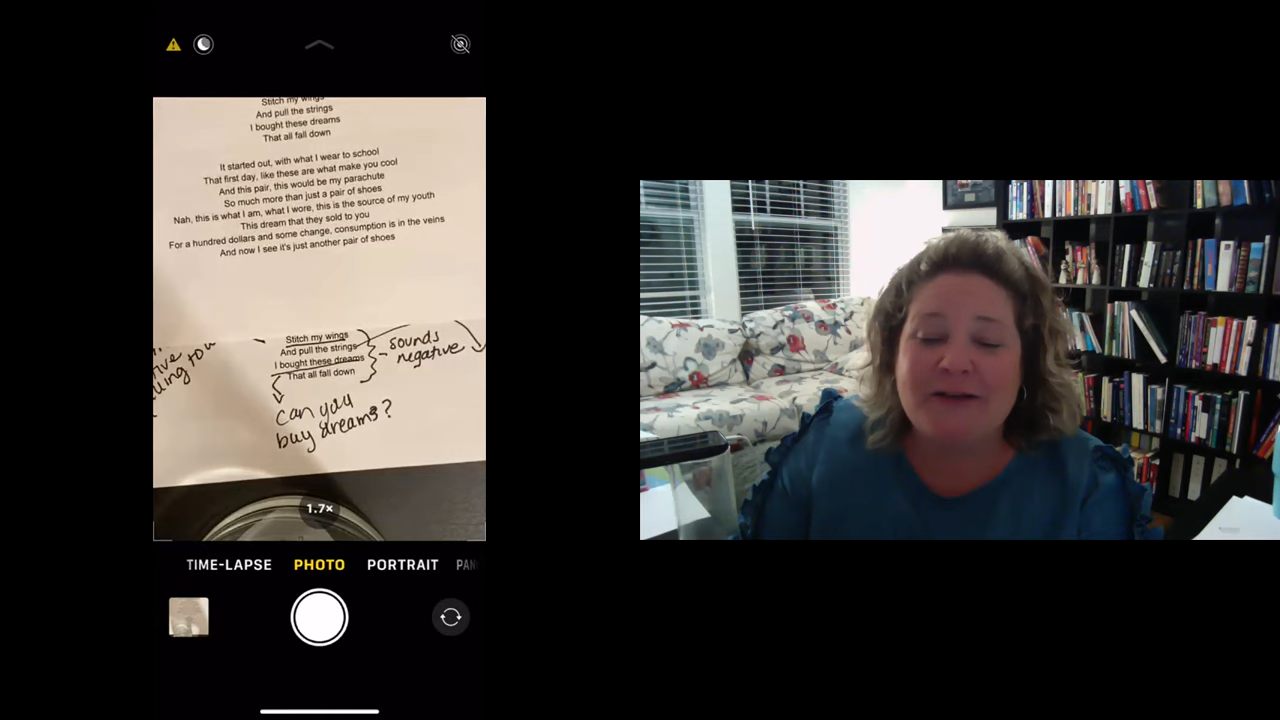 Stitch my wings
And pull the strings
I bought these dreams
That all fall down
It started out, with what I wear to school
That first day, like these are what make you cool
And this pair, this would be my parachute
So much more than just a pair of shoes
Nah, this is what I am, what I wore, this is the source of my youth
This dream that they sold to you
For a hundred dollars and some change, consumption is in the veins
And now I see it's just another pair of shoes
Stitch my wings
And pull the strings
I bought these dreams
That all fall down
sounds
negative
can you
buy dreams?
you
1.7×
TIME-LAPSE
PHOTO
PORTRAIT
PAN